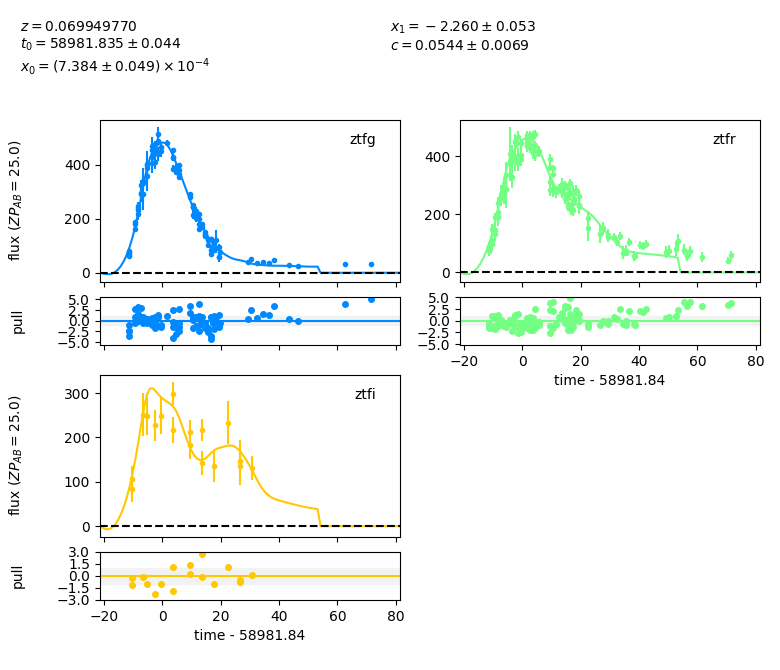 z = 0.069949770
t₀ = 58981.835 ± 0.044
x₀ = (7.384 ± 0.049) × 10⁻⁴
x₁ = −2.260 ± 0.053
c = 0.0544 ± 0.0069
flux (ZP_AB = 25.0)
400
200
0
ztfg
400
200
0
ztfr
pull
5.0
2.5
0.0
−2.5
−5.0
5.0
2.5
0.0
−2.5
−5.0
−20 0 20 40 60 80
time - 58981.84
flux (ZP_AB = 25.0)
300
200
100
0
ztfi
pull
3.0
1.5
0.0
−1.5
−3.0
−20 0 20 40 60 80
time - 58981.84